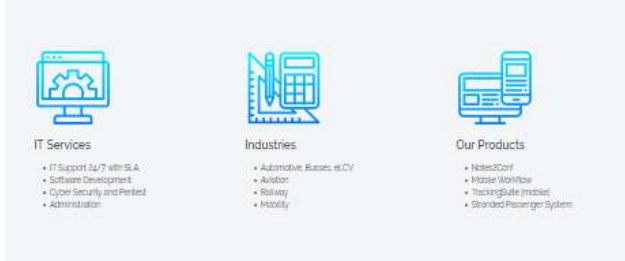 IT Services
IT Support 24/7 with SLA
Software Development
Cyber Security and Pentest
Administration
Industries
Automotive, Busses, eLCV
Aviation
Railway
Mobility
Our Products
Notes2Conf
Mobile Workflow
TrackingSuite (mobile)
Stranded Passenger System